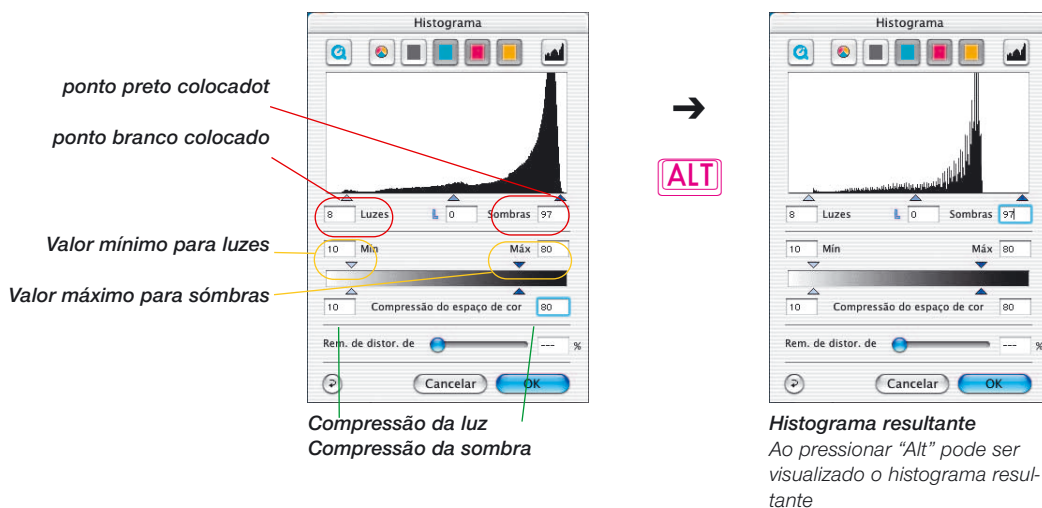 Histograma
ponto preto colocadot
ponto branco colocado
8 Luzes L 0 Sombras 97
Valor mínimo para luzes
10 Mín Máx 80
Valor máximo para sómbras
10 Compressão do espaço de cor 80
Rem. de distor. de --- %
Cancelar OK
Compressão da luz
Compressão da sombra
➔
ALT
Histograma
8 Luzes L 0 Sombras 97
10 Mín Máx 80
10 Compressão do espaço de cor 80
Rem. de distor. de --- %
Cancelar OK
Histograma resultante
Ao pressionar “Alt” pode ser
visualizado o histograma resul-
tante